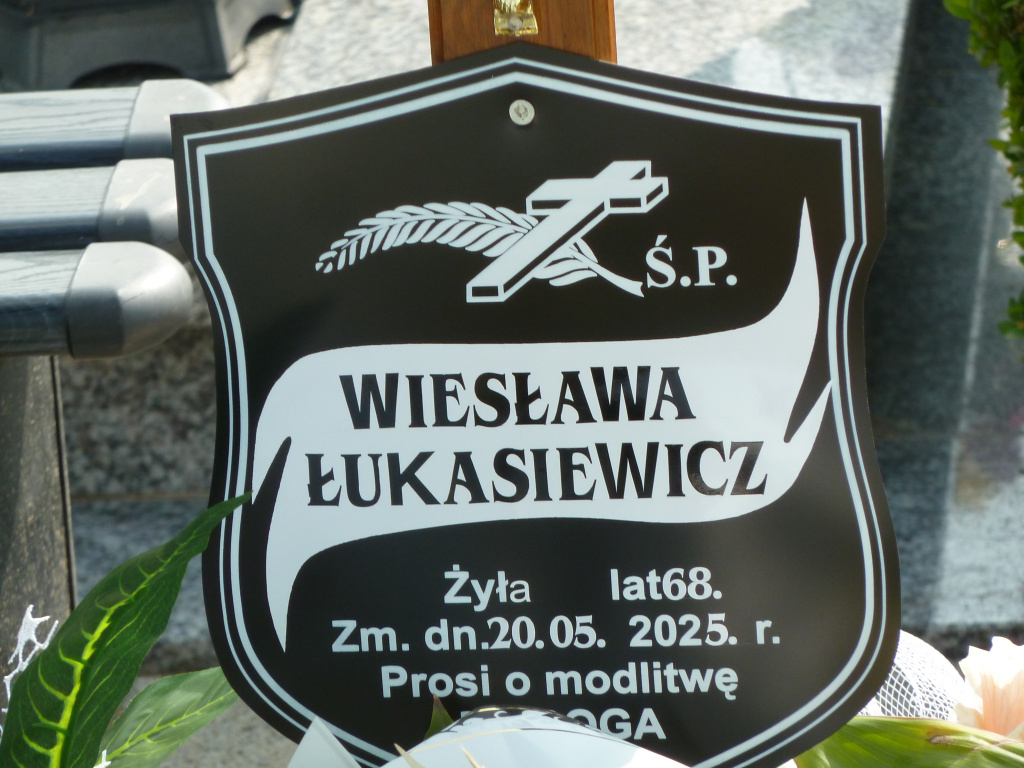 Ś.P.
WIESŁAWA
ŁUKASIEWICZ
Żyła lat68.
Zm. dn.20.05. 2025. r.
Prosi o modlitwę